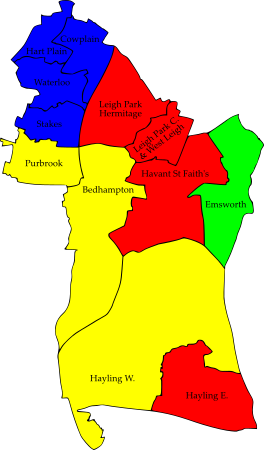 Cowplain
Hart Plain
Waterloo
Stakes
Leigh Park
Hermitage
Leigh Park C.
& West Leigh
Purbrook
Havant St Faith's
Bedhampton
Emsworth
Hayling W.
Hayling E.